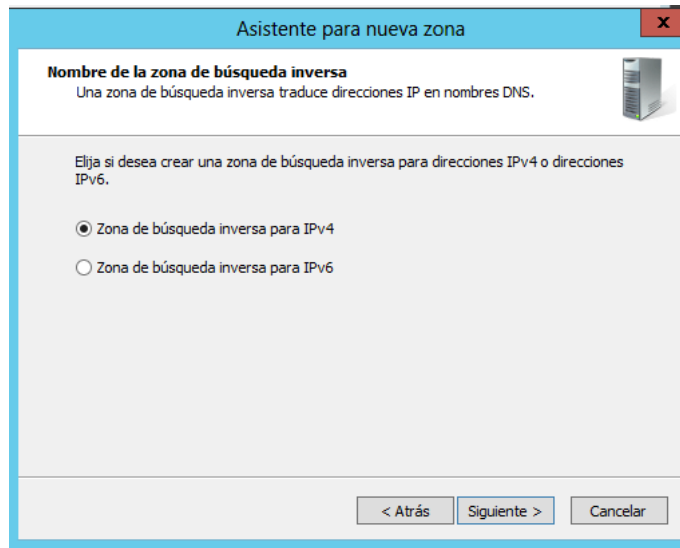 Asistente para nueva zona
x
Nombre de la zona de búsqueda inversa
Una zona de búsqueda inversa traduce direcciones IP en nombres DNS.
Elija si desea crear una zona de búsqueda inversa para direcciones IPv4 o direcciones
IPv6.
Zona de búsqueda inversa para IPv4
Zona de búsqueda inversa para IPv6
< Atrás
Siguiente >
Cancelar